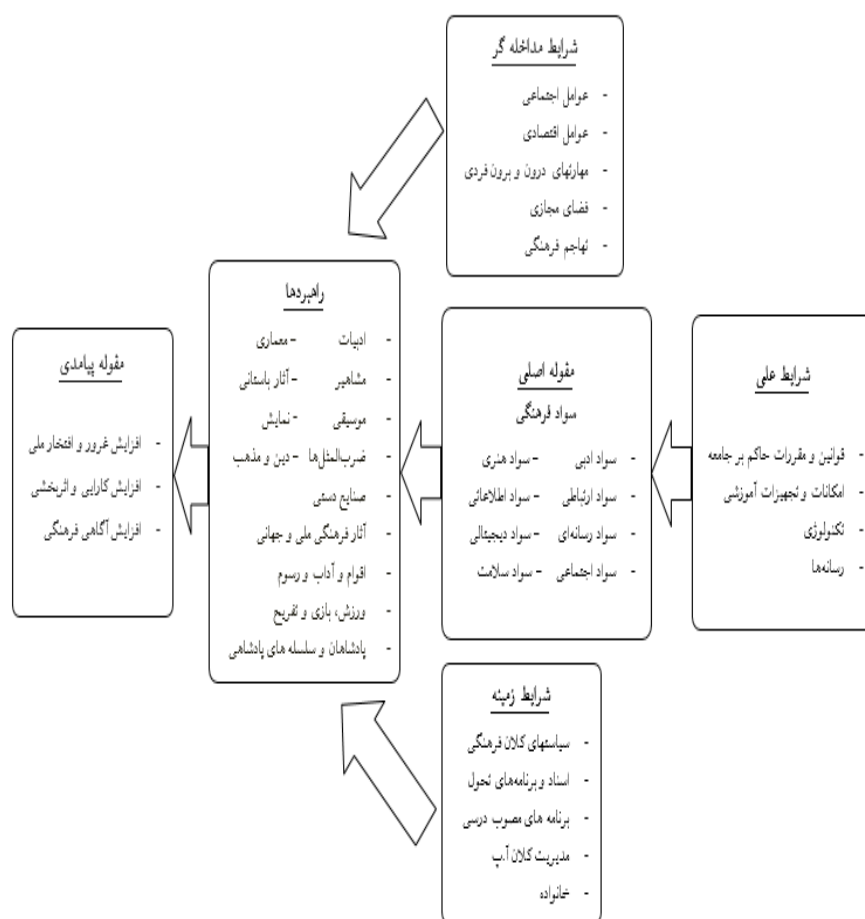 شرایط مداخله گر
- عوامل اجتماعی
- عوامل اقتصادی
- مهارتهای درون و برون فردی
- فضای مجازی
- تهاجم فرهنگی
شرایط علی
- قوانین و مقررات حاکم بر جامعه
- امکانات و تجهیزات آموزشی
- تکنولوژی
- رسانه‌ها
مقوله اصلی
سواد فرهنگی
- سواد ادبی - سواد هنری
- سواد ارتباطی - سواد اطلاعاتی
- سواد رسانه‌ای - سواد دیجیتالی
- سواد اجتماعی - سواد سلامت
راهبردها
- ادبیات - معماری
- مشاهیر - آثار باستانی
- موسیقی - نمایش
- ضرب‌المثل‌ها - دین و مذهب
- صنایع دستی
- آثار فرهنگی ملی و جهانی
- اقوام و آداب و رسوم
- ورزش، بازی و تفریح
- پادشاهان و سلسله های پادشاهی
مقوله پیامدی
- افزایش غرور و افتخار ملی
- افزایش کارایی و اثربخشی
- افزایش آگاهی فرهنگی
شرایط زمینه
- سیاستهای کلان فرهنگی
- اسناد و برنامه‌های تحول
- برنامه های مصوب درسی
- مدیریت کلان آ.پ
- خانواده